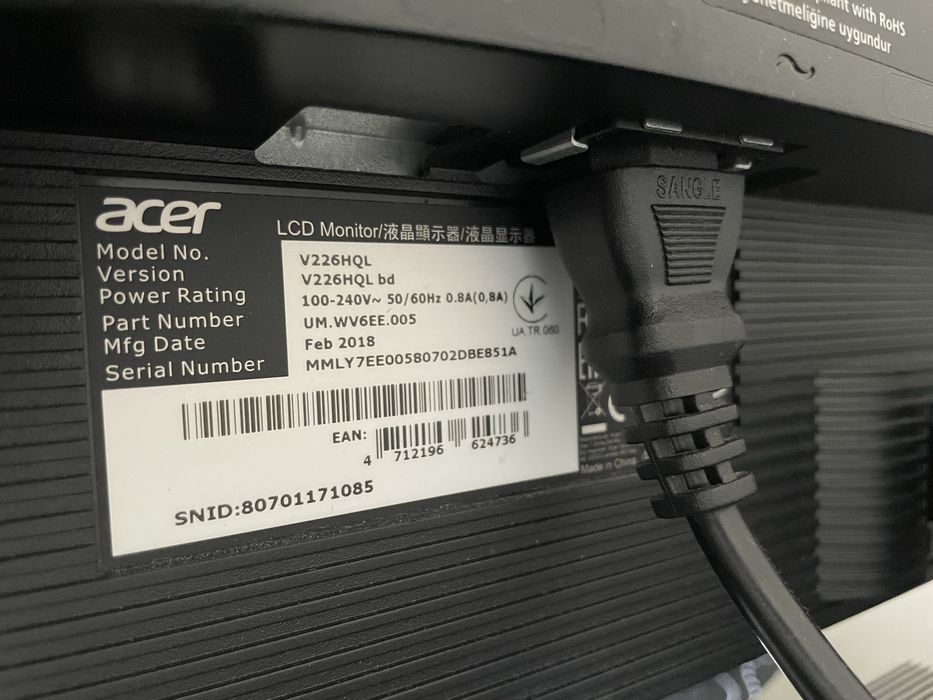 pliant with RoHS
önetmeliğine uygundur
SANGLE
acer
LCD Monitor/液晶顯示器/液晶显示器
Model No. V226HQL
Version V226HQL bd
Power Rating 100-240V~ 50/60Hz 0.8A(0,8A)
Part Number UM.WV6EE.005
Mfg Date Feb 2018
Serial Number MMLY7EE00580702DBE851A
UA.TR.060
EAN:
4 712196 624736
SNID:80701171085
Made in China